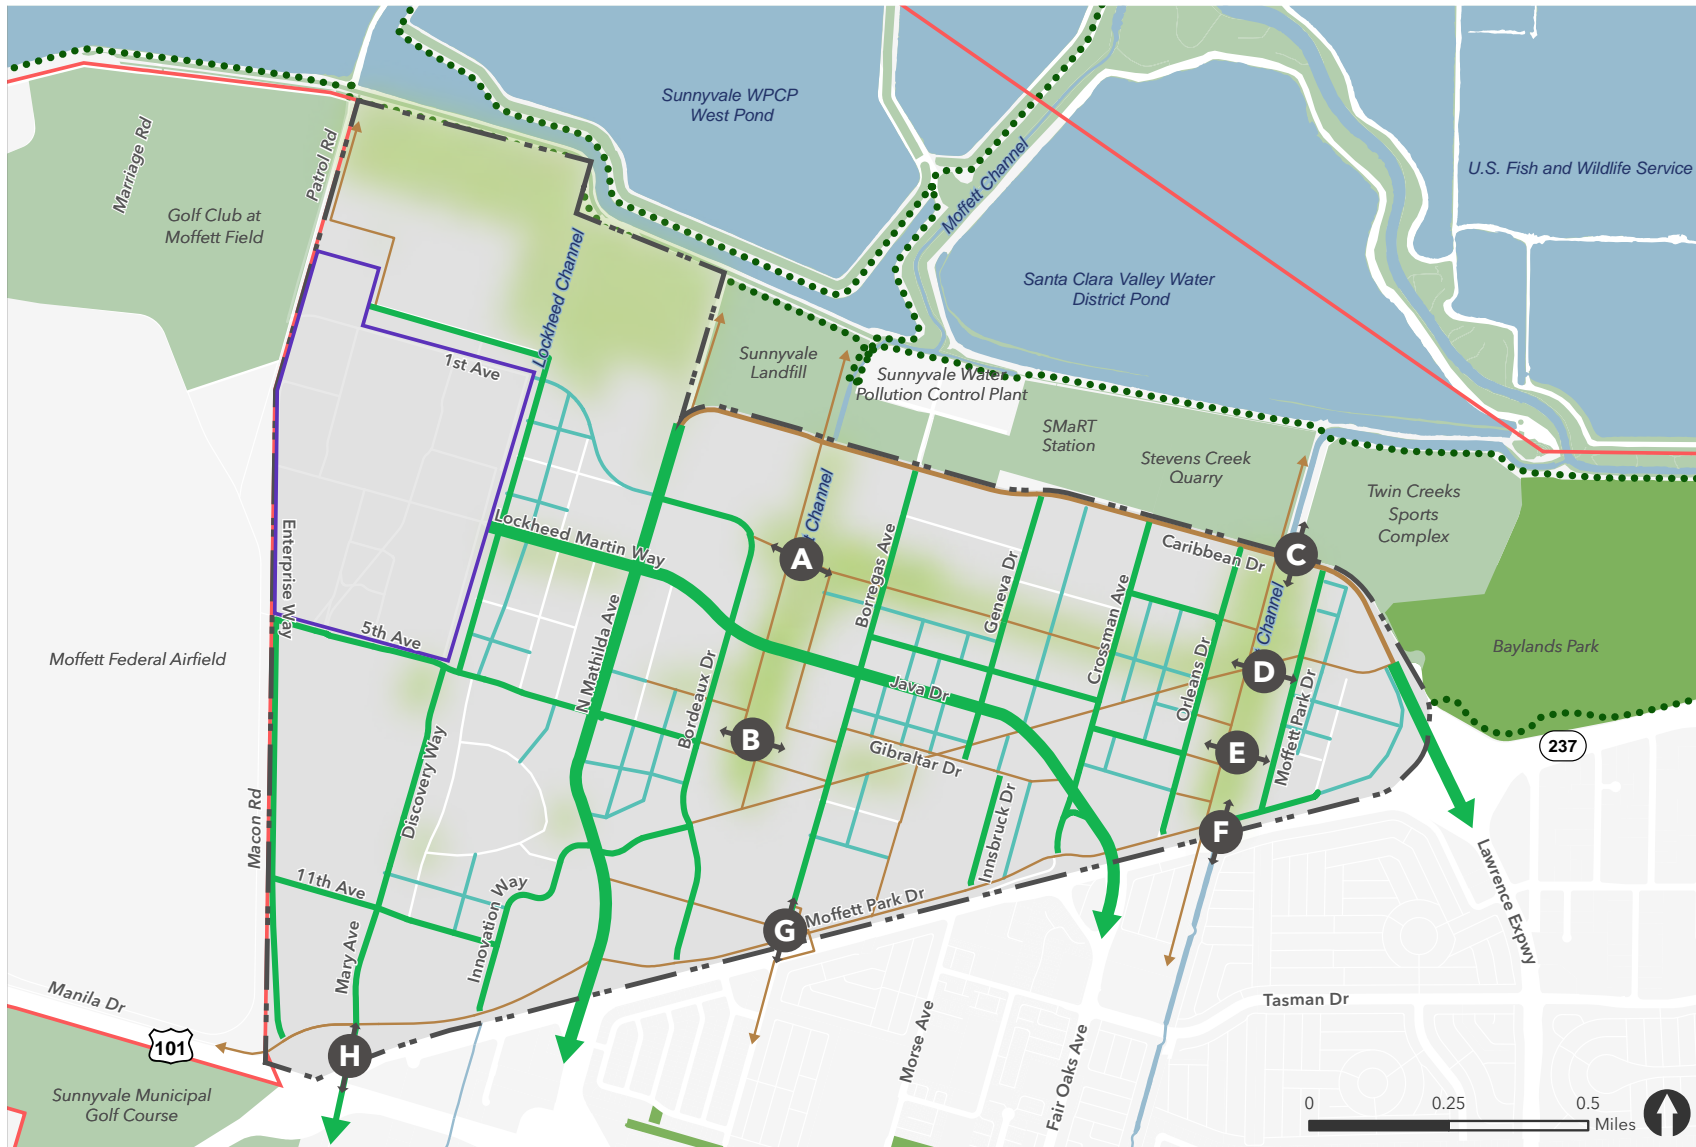 Sunnyvale WPCP
West Pond
Marriage Rd
Patrol Rd
Moffett Channel
U.S. Fish and Wildlife Service
Golf Club at
Moffett Field
Lockheed Channel
Santa Clara Valley Water
District Pond
1st Ave
Sunnyvale
Landfill
Sunnyvale Water
Pollution Control Plant
SMaRT
Station
Stevens Creek
Quarry
Twin Creeks
Sports
Complex
Channel
Enterprise Way
Lockheed Martin Way
A
Borregas Ave
Geneva Dr
Caribbean Dr
C
Crossman Ave
Channel
5th Ave
N Mathilda Ave
Moffett Federal Airfield
Baylands Park
Orleans Dr
D
Java Dr
Bordeaux Dr
B
Moffett Park Dr
E
237
Gibraltar Dr
Discovery Way
Macon Rd
Innsbruck Dr
F
11th Ave
Innovation Way
Moffett Park Dr
G
Lawrence Expwy
Mary Ave
Manila Dr
Tasman Dr
101
H
Morse Ave
Fair Oaks Ave
Sunnyvale Municipal
Golf Course
0 0.25 0.5
Miles